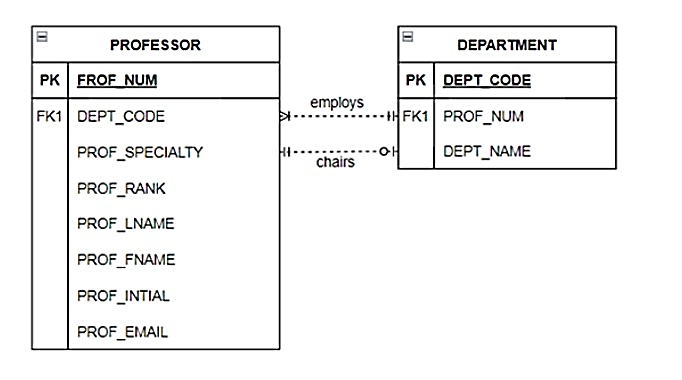 PROFESSOR
PK FROF_NUM
FK1 DEPT_CODE
PROF_SPECIALTY
PROF_RANK
PROF_LNAME
PROF_FNAME
PROF_INTIAL
PROF_EMAIL
employs
chairs
DEPARTMENT
PK DEPT_CODE
FK1 PROF_NUM
DEPT_NAME